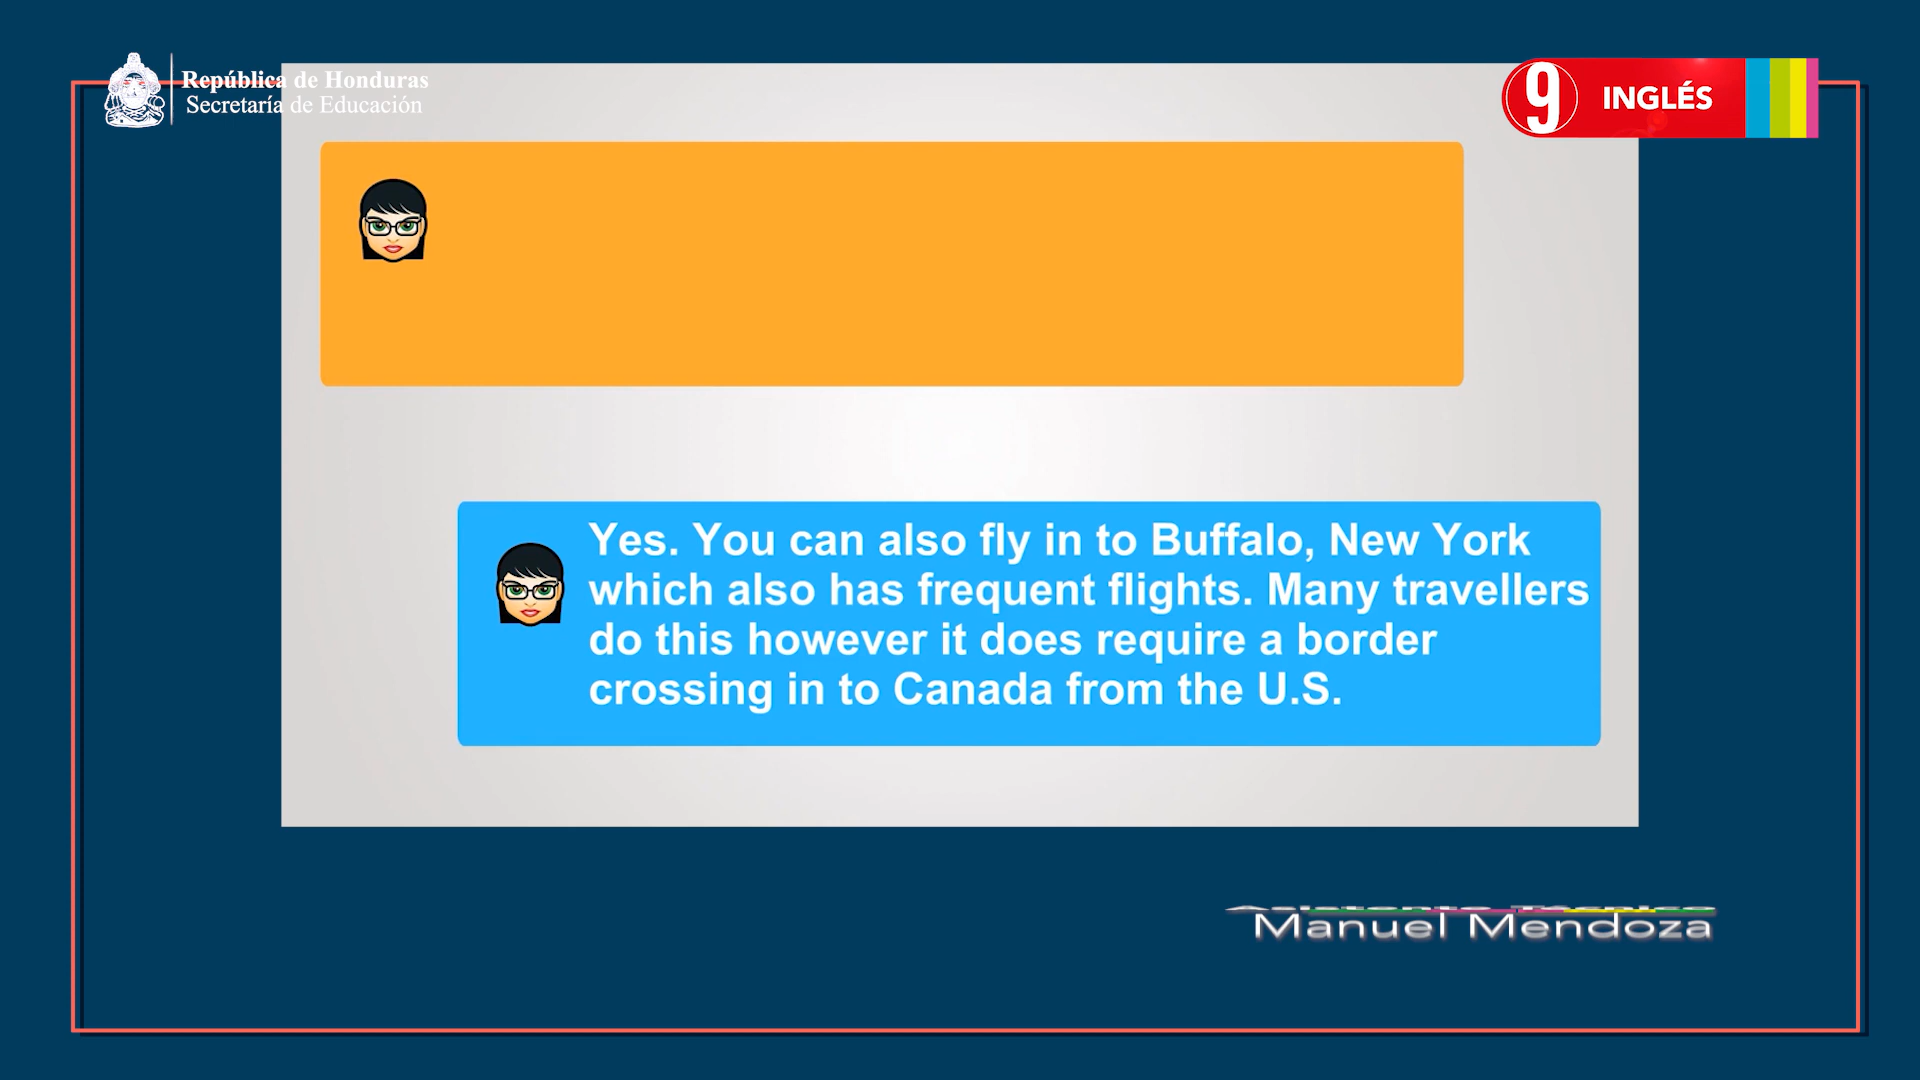 República de Honduras
Secretaría de Educación
9 INGLÉS
Yes. You can also fly in to Buffalo, New York
which also has frequent flights. Many travellers
do this however it does require a border
crossing in to Canada from the U.S.
Manuel Mendoza